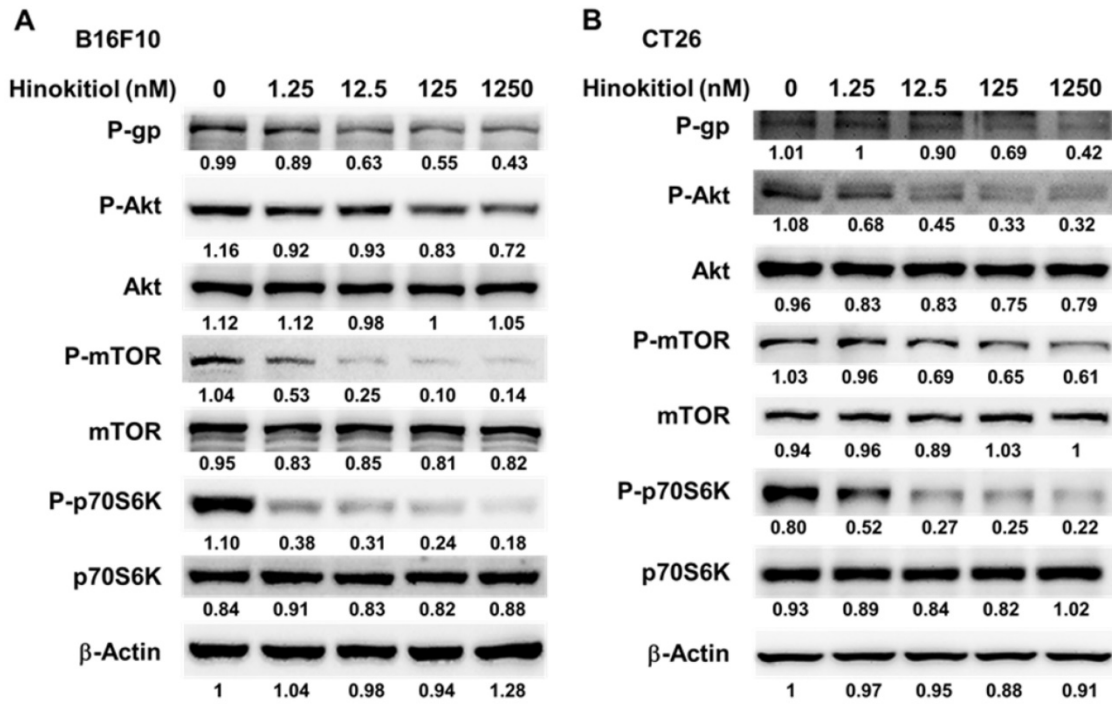 A
B16F10
Hinokitiol (nM) 0 1.25 12.5 125 1250
P-gp
0.99 0.89 0.63 0.55 0.43
P-Akt
1.16 0.92 0.93 0.83 0.72
Akt
1.12 1.12 0.98 1 1.05
P-mTOR
1.04 0.53 0.25 0.10 0.14
mTOR
0.95 0.83 0.85 0.81 0.82
P-p70S6K
1.10 0.38 0.31 0.24 0.18
p70S6K
0.84 0.91 0.83 0.82 0.88
β-Actin
1 1.04 0.98 0.94 1.28
B
CT26
Hinokitiol (nM) 0 1.25 12.5 125 1250
P-gp
1.01 1 0.90 0.69 0.42
P-Akt
1.08 0.68 0.45 0.33 0.32
Akt
0.96 0.83 0.83 0.75 0.79
P-mTOR
1.03 0.96 0.69 0.65 0.61
mTOR
0.94 0.96 0.89 1.03 1
P-p70S6K
0.80 0.52 0.27 0.25 0.22
p70S6K
0.93 0.89 0.84 0.82 1.02
β-Actin
1 0.97 0.95 0.88 0.91